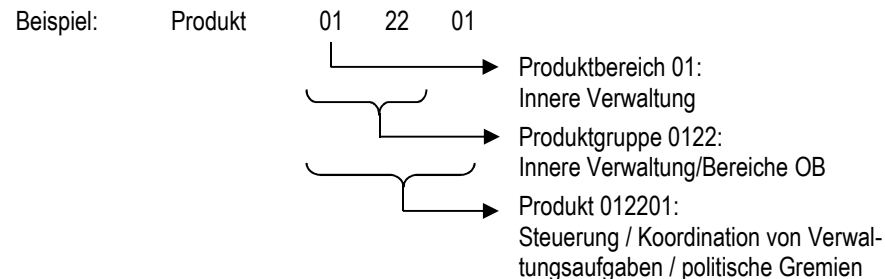 Beispiel: Produkt 01 22 01
Produktbereich 01:
Innere Verwaltung
Produktgruppe 0122:
Innere Verwaltung/Bereiche OB
Produkt 012201:
Steuerung / Koordination von Verwal-
tungsaufgaben / politische Gremien